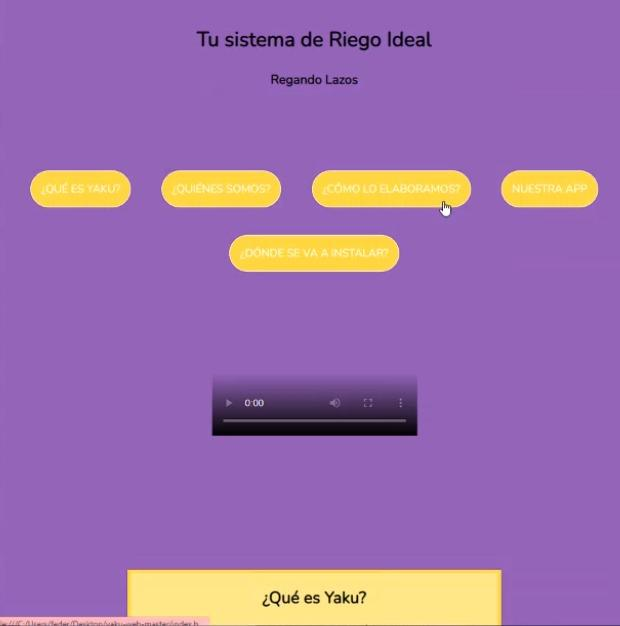 Tu sistema de Riego Ideal
Regando Lazos
¿QUÉ ES YAKU? ¿QUIÉNES SOMOS? ¿CÓMO LO ELABORAMOS? NUESTRA APP
¿DÓNDE SE VA A INSTALAR?
0:00
¿Qué es Yaku?